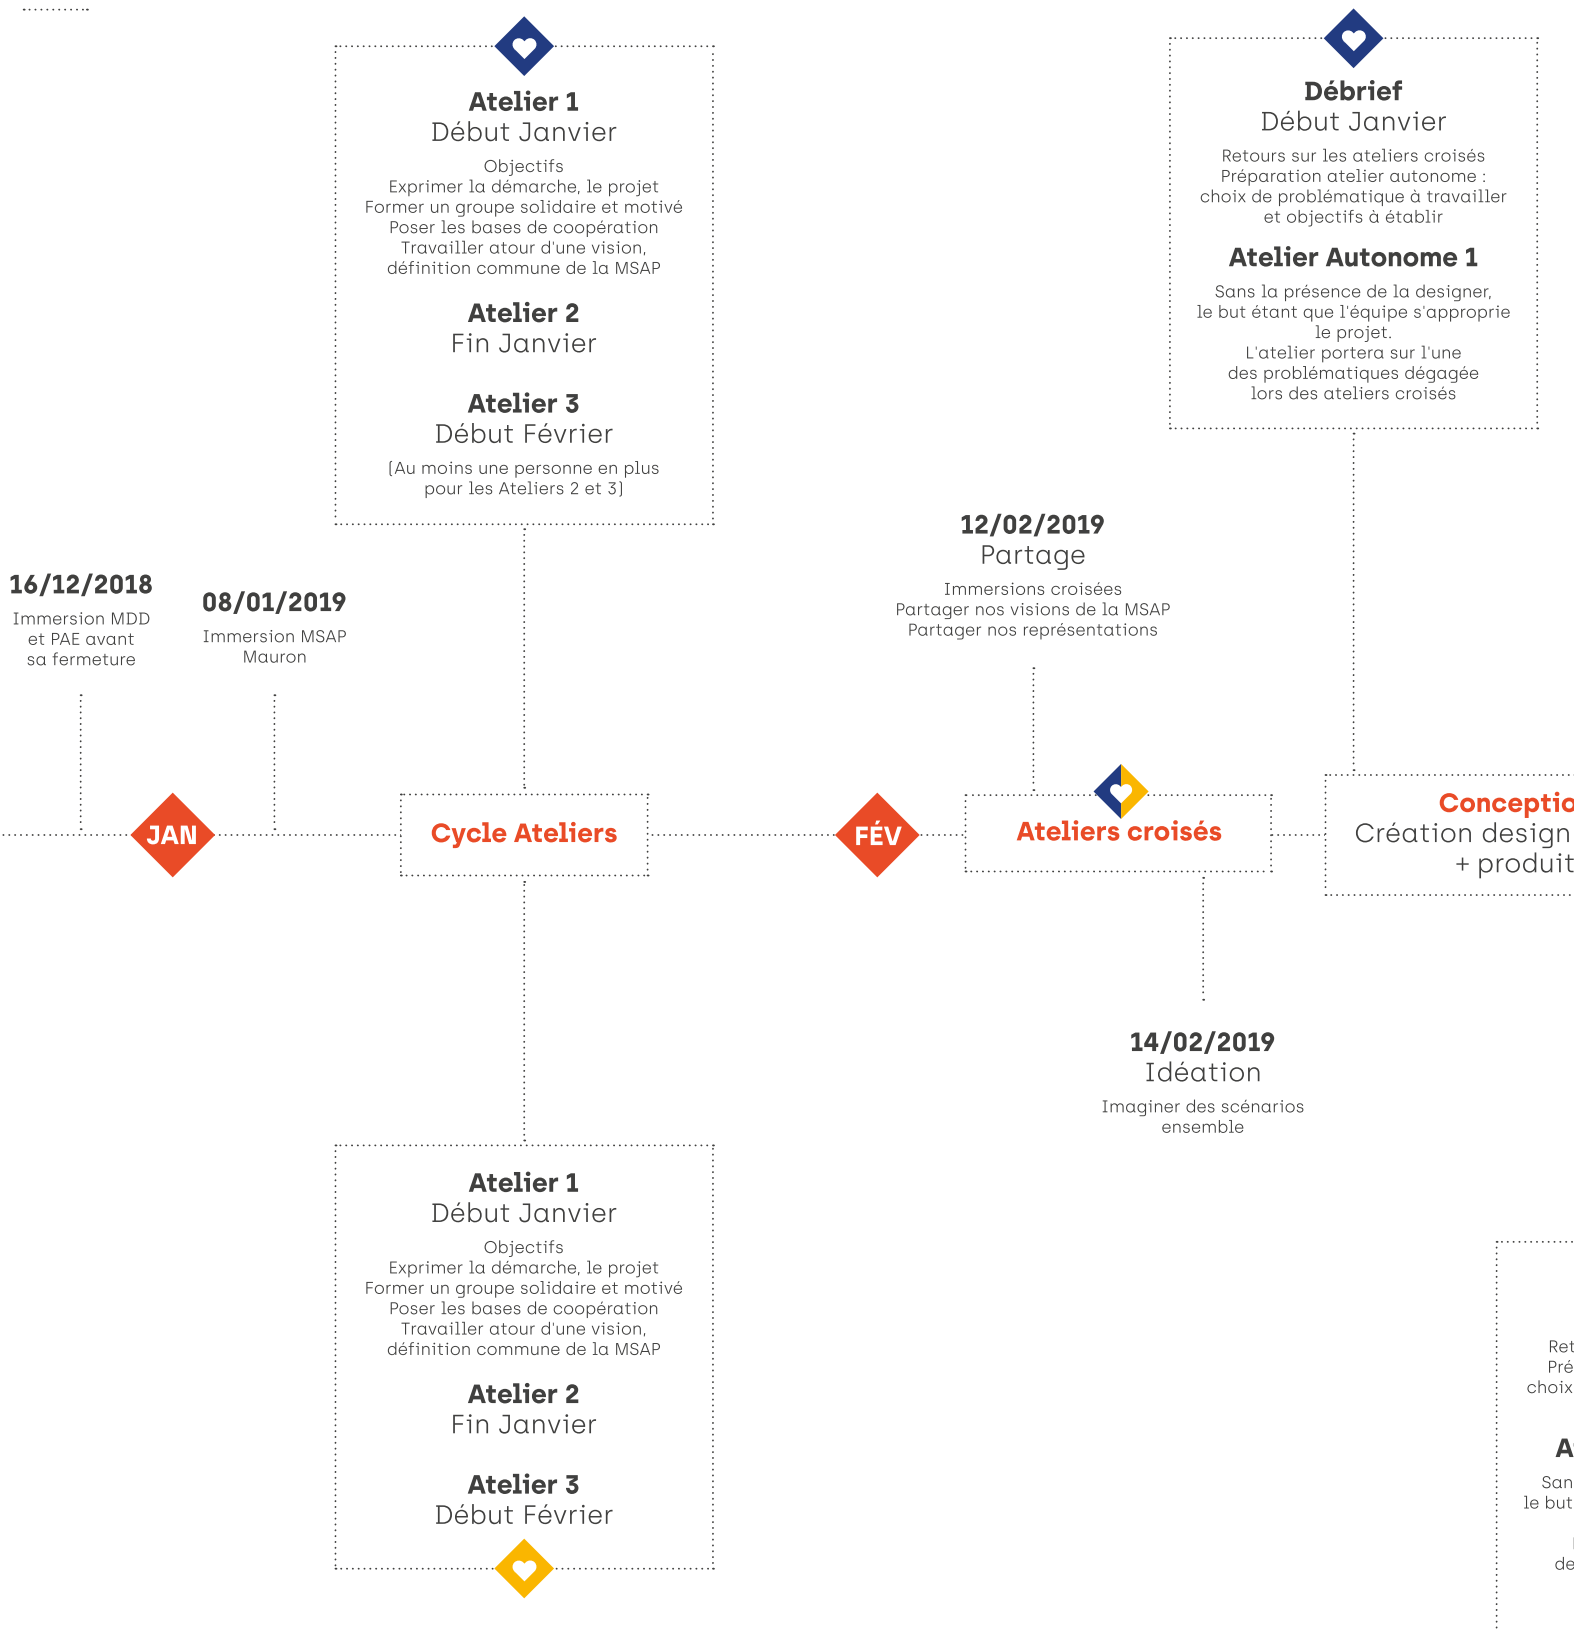 Atelier 1
Début Janvier
Objectifs
Exprimer la démarche, le projet
Former un groupe solidaire et motivé
Poser les bases de coopération
Travailler atour d'une vision,
définition commune de la MSAP
Atelier 2
Fin Janvier
Atelier 3
Début Février
(Au moins une personne en plus
pour les Ateliers 2 et 3)
Débrief
Début Janvier
Retours sur les ateliers croisés
Préparation atelier autonome :
choix de problématique à travailler
et objectifs à établir
Atelier Autonome 1
Sans la présence de la designer,
le but étant que l'équipe s'approprie
le projet.
L'atelier portera sur l'une
des problématiques dégagée
lors des ateliers croisés
16/12/2018
Immersion MDD
et PAE avant
sa fermeture
08/01/2019
Immersion MSAP
Mauron
12/02/2019
Partage
Immersions croisées
Partager nos visions de la MSAP
Partager nos représentations
JAN
Cycle Ateliers
FÉV
Ateliers croisés
Conceptio
Création design
+ produit
14/02/2019
Idéation
Imaginer des scénarios
ensemble
Atelier 1
Début Janvier
Objectifs
Exprimer la démarche, le projet
Former un groupe solidaire et motivé
Poser les bases de coopération
Travailler atour d'une vision,
définition commune de la MSAP
Atelier 2
Fin Janvier
Atelier 3
Début Février
Ret
Pré
choix
A
San
le but
de